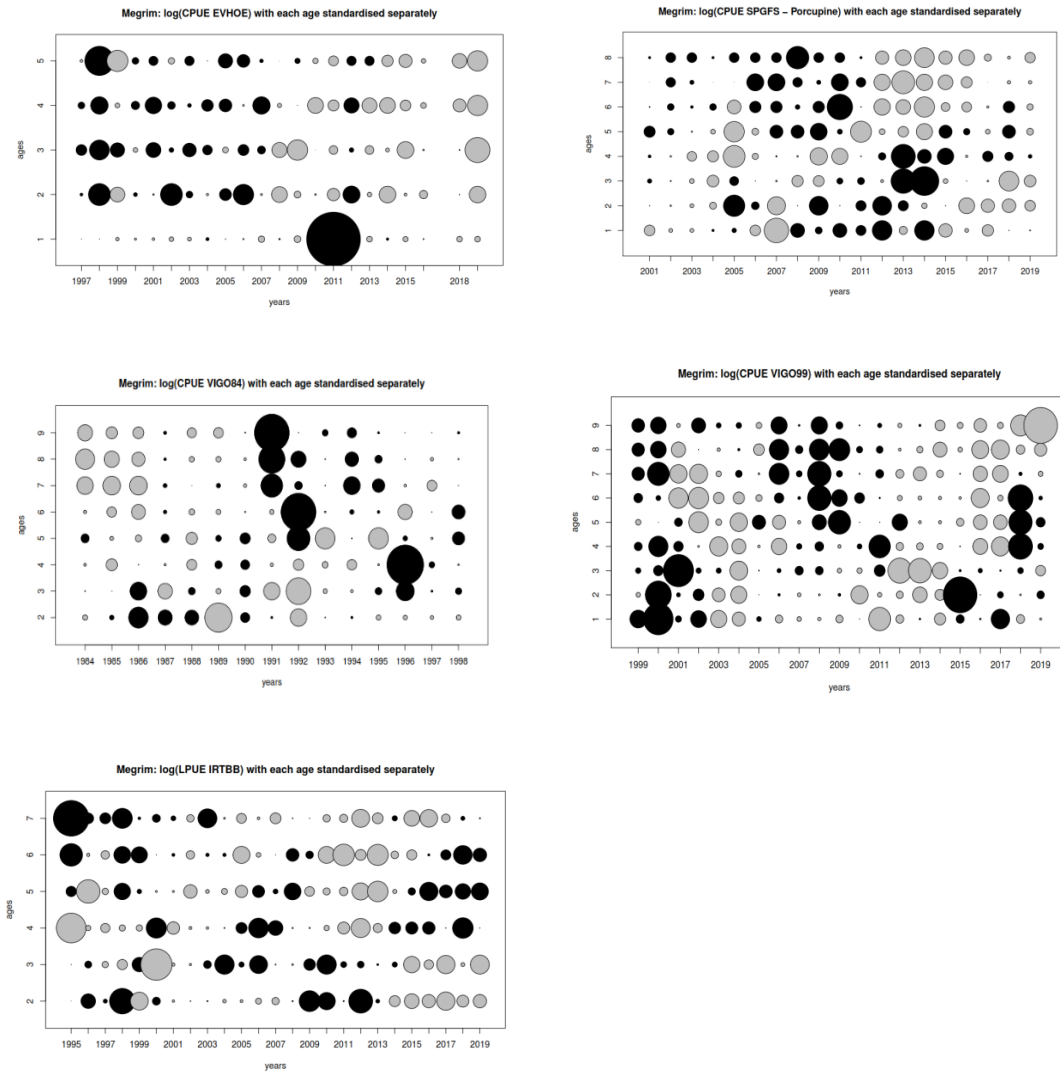 Megrim: log(CPUE EVHOE) with each age standardised separately
5
4
3
2
1
ages
1997 1999 2001 2003 2005 2007 2009 2011 2013 2015 2018
years
Megrim: log(CPUE SPGFS − Porcupine) with each age standardised separately
8
7
6
5
4
3
2
1
ages
2001 2003 2005 2007 2009 2011 2013 2015 2017 2019
years
Megrim: log(CPUE VIGO84) with each age standardised separately
9
8
7
6
5
4
3
2
ages
1984 1985 1986 1987 1988 1989 1990 1991 1992 1993 1994 1995 1996 1997 1998
years
Megrim: log(CPUE VIGO99) with each age standardised separately
9
8
7
6
5
4
3
2
1
ages
1999 2001 2003 2005 2007 2009 2011 2013 2015 2017 2019
years
Megrim: log(LPUE IRTBB) with each age standardised separately
7
6
5
4
3
2
ages
1995 1997 1999 2001 2003 2005 2007 2009 2011 2013 2015 2017 2019
years